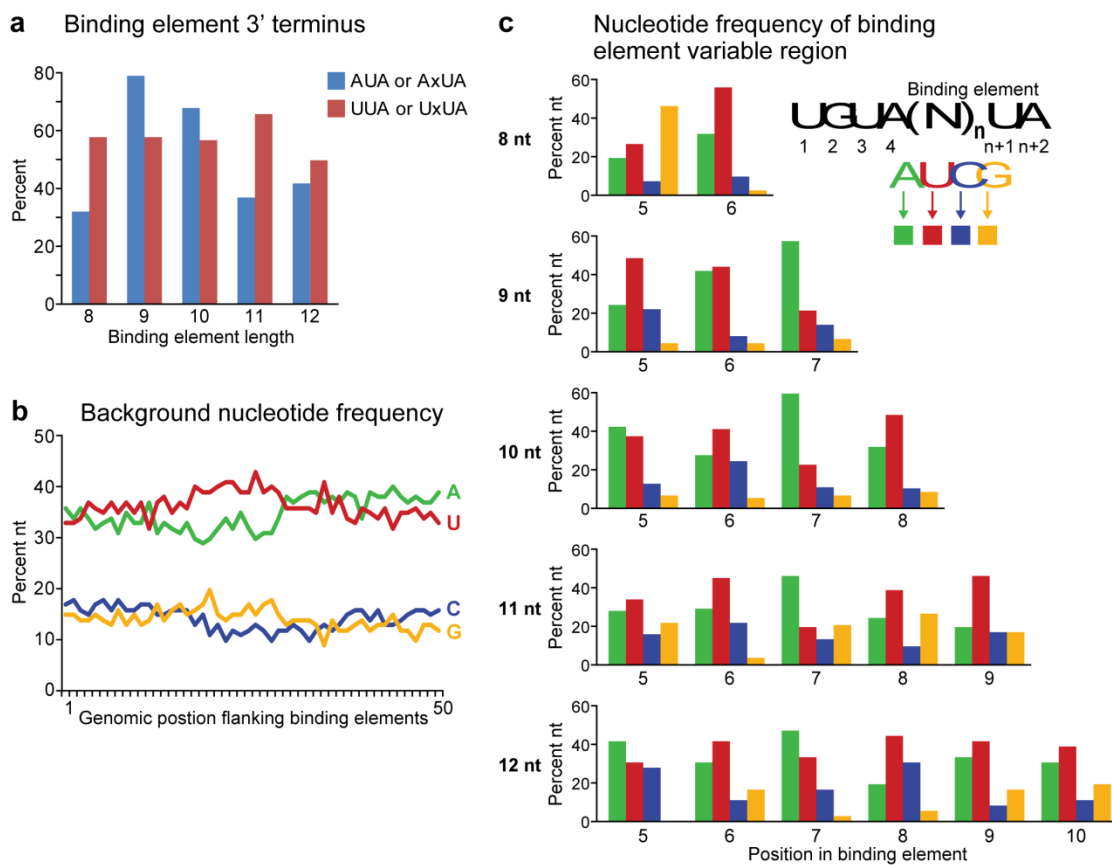 a Binding element 3’ terminus
80
60
40
20
0
Percent
8 9 10 11 12
Binding element length
AUA or AxUA
UUA or UxUA
b Background nucleotide frequency
50
40
30
20
10
0
Percent nt
A
U
C
G
1 50
Genomic postion flanking binding elements
c Nucleotide frequency of binding
element variable region
Binding element
UGUA(N)nUA
1 2 3 4 n+1 n+2
AUCG
8 nt
Percent nt
60
40
20
0
5 6
9 nt
Percent nt
60
40
20
0
5 6 7
10 nt
Percent nt
60
40
20
0
5 6 7 8
11 nt
Percent nt
60
40
20
0
5 6 7 8 9
12 nt
Percent nt
60
40
20
0
5 6 7 8 9 10
Position in binding element